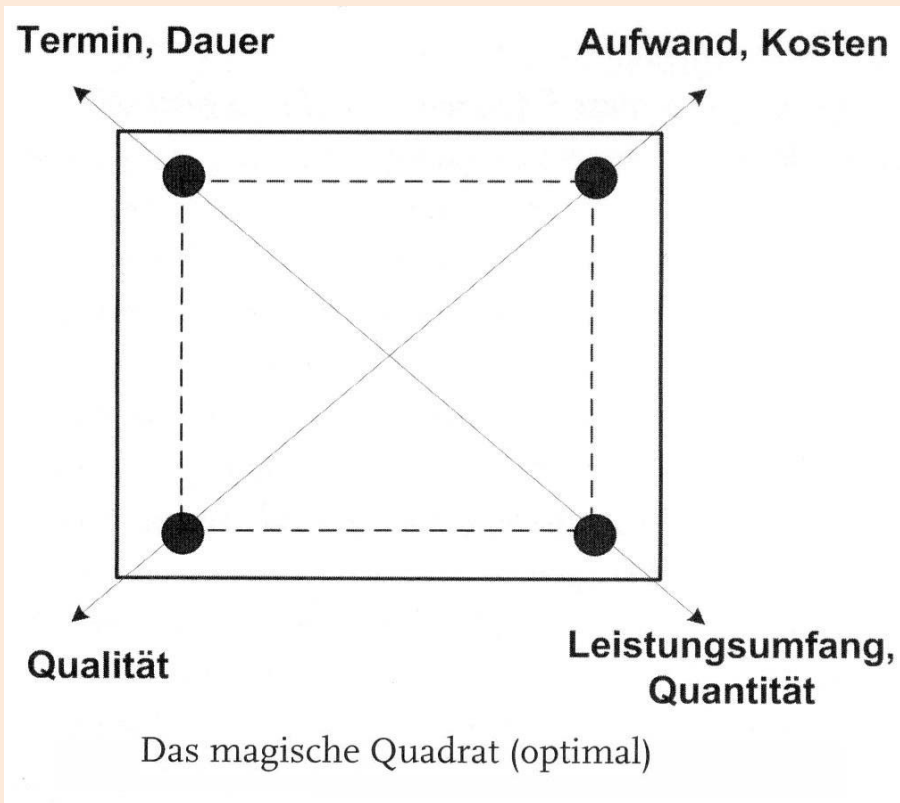 Termin, Dauer
Aufwand, Kosten
Qualität
Leistungsumfang,
Quantität
Das magische Quadrat (optimal)